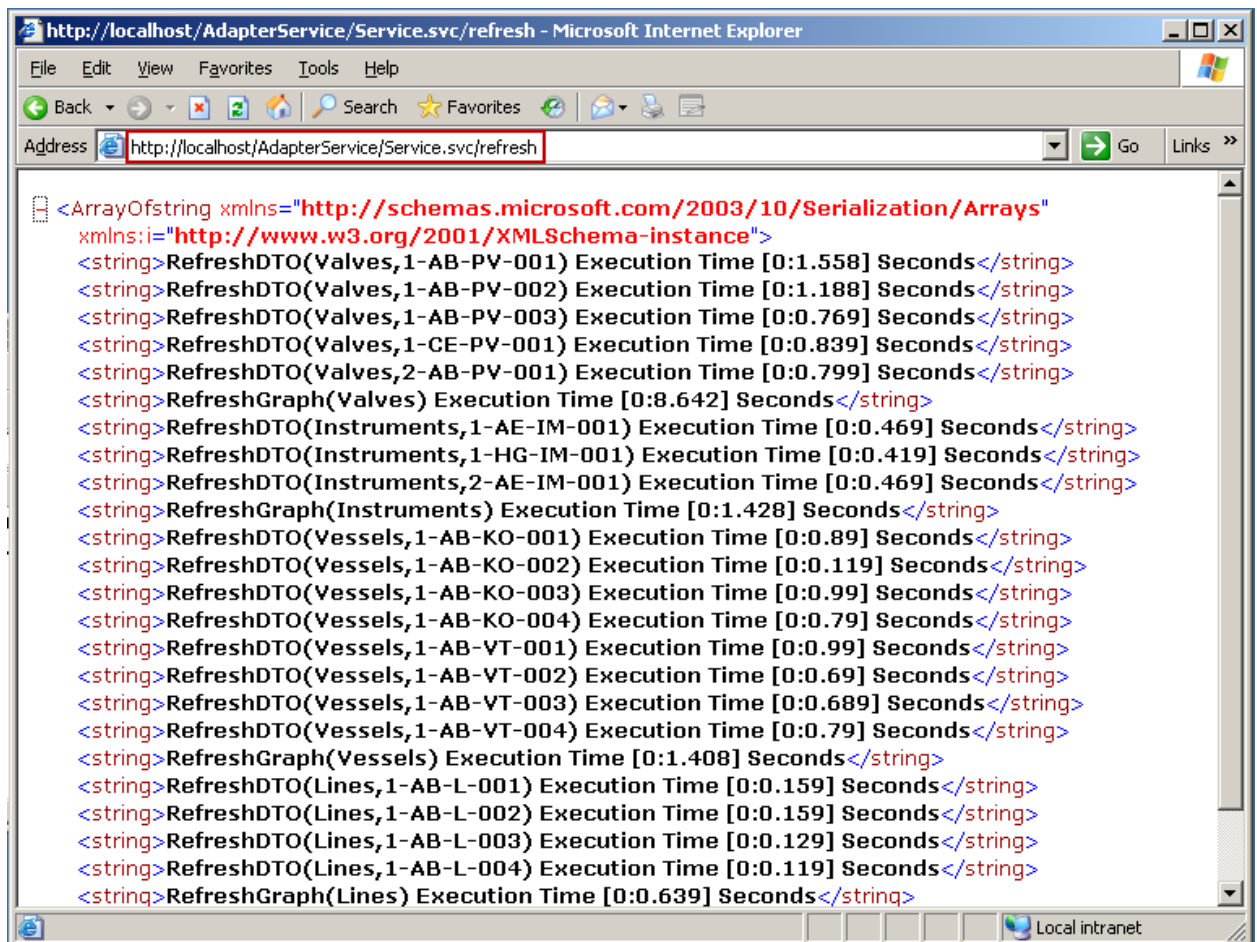 http://localhost/AdapterService/Service.svc/refresh - Microsoft Internet Explorer
File Edit View Favorites Tools Help
Back Search Favorites
Address http://localhost/AdapterService/Service.svc/refresh Go Links »
- <ArrayOfstring xmlns="http://schemas.microsoft.com/2003/10/Serialization/Arrays"
xmlns:i="http://www.w3.org/2001/XMLSchema-instance">
<string>RefreshDTO(Valves,1-AB-PV-001) Execution Time [0:1.558] Seconds</string>
<string>RefreshDTO(Valves,1-AB-PV-002) Execution Time [0:1.188] Seconds</string>
<string>RefreshDTO(Valves,1-AB-PV-003) Execution Time [0:0.769] Seconds</string>
<string>RefreshDTO(Valves,1-CE-PV-001) Execution Time [0:0.839] Seconds</string>
<string>RefreshDTO(Valves,2-AB-PV-001) Execution Time [0:0.799] Seconds</string>
<string>RefreshGraph(Valves) Execution Time [0:8.642] Seconds</string>
<string>RefreshDTO(Instruments,1-AE-IM-001) Execution Time [0:0.469] Seconds</string>
<string>RefreshDTO(Instruments,1-HG-IM-001) Execution Time [0:0.419] Seconds</string>
<string>RefreshDTO(Instruments,2-AE-IM-001) Execution Time [0:0.469] Seconds</string>
<string>RefreshGraph(Instruments) Execution Time [0:1.428] Seconds</string>
<string>RefreshDTO(Vessels,1-AB-KO-001) Execution Time [0:0.89] Seconds</string>
<string>RefreshDTO(Vessels,1-AB-KO-002) Execution Time [0:0.119] Seconds</string>
<string>RefreshDTO(Vessels,1-AB-KO-003) Execution Time [0:0.99] Seconds</string>
<string>RefreshDTO(Vessels,1-AB-KO-004) Execution Time [0:0.79] Seconds</string>
<string>RefreshDTO(Vessels,1-AB-VT-001) Execution Time [0:0.99] Seconds</string>
<string>RefreshDTO(Vessels,1-AB-VT-002) Execution Time [0:0.69] Seconds</string>
<string>RefreshDTO(Vessels,1-AB-VT-003) Execution Time [0:0.689] Seconds</string>
<string>RefreshDTO(Vessels,1-AB-VT-004) Execution Time [0:0.79] Seconds</string>
<string>RefreshGraph(Vessels) Execution Time [0:1.408] Seconds</string>
<string>RefreshDTO(Lines,1-AB-L-001) Execution Time [0:0.159] Seconds</string>
<string>RefreshDTO(Lines,1-AB-L-002) Execution Time [0:0.159] Seconds</string>
<string>RefreshDTO(Lines,1-AB-L-003) Execution Time [0:0.129] Seconds</string>
<string>RefreshDTO(Lines,1-AB-L-004) Execution Time [0:0.119] Seconds</string>
<string>RefreshGraph(Lines) Execution Time [0:0.639] Seconds</string>
Local intranet